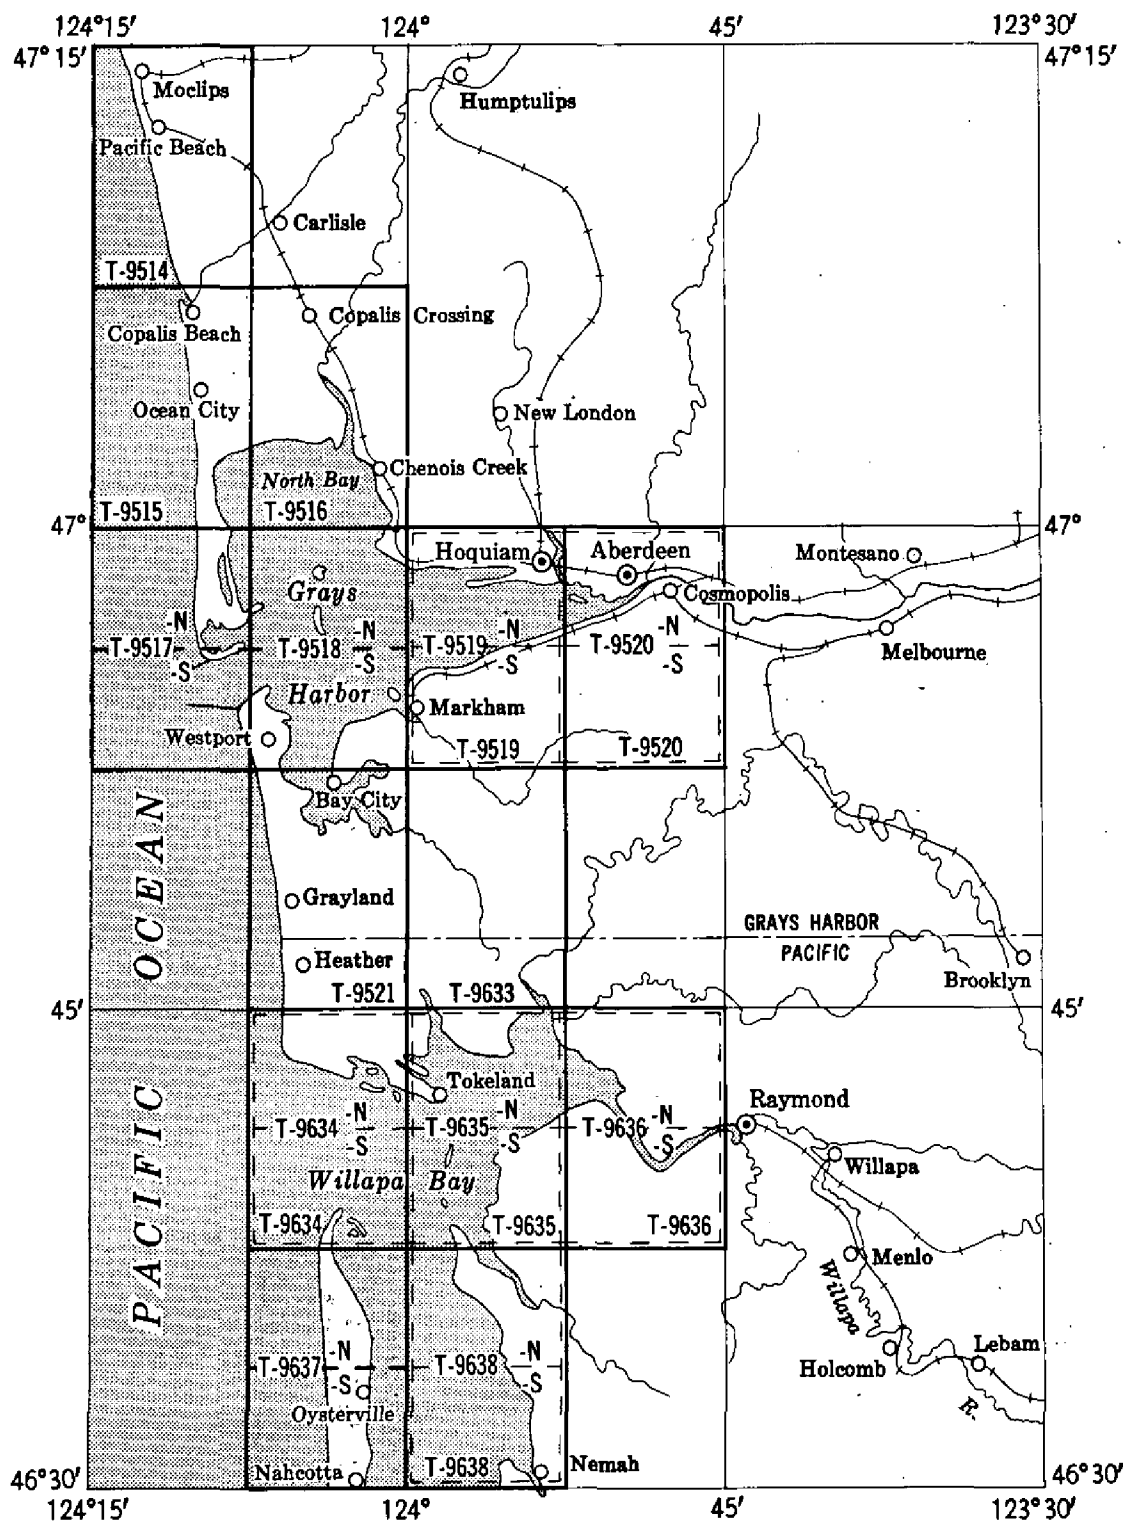 124°15′ 124° 45′ 123°30′
47°15′ 47°15′
Moclips
Humptulips
Pacific Beach
Carlisle
T-9514
Copalis Beach
Copalis Crossing
Ocean City
New London
Chenois Creek
North Bay
T-9515 T-9516
47° 47°
Hoquiam Aberdeen Montesano
Grays
Cosmopolis
-N -N -N -N
T-9517 T-9518 T-9519 T-9520
-S -S -S -S
Melbourne
Harbor
Markham
Westport
T-9519 T-9520
Bay City
PACIFIC OCEAN
Grayland
GRAYS HARBOR
PACIFIC
Heather
Brooklyn
T-9521 T-9633
45′ 45′
Tokeland
Raymond
-N -N -N
T-9634 T-9635 T-9636
-S -S -S
Willapa
Willapa Bay
T-9634 T-9635 T-9636
Menlo
Willapa
R.
Lebam
Holcomb
-N -N
T-9637 T-9638
-S -S
Oysterville
Nahcotta T-9638 Nemah
46°30′ 46°30′
124°15′ 124° 45′ 123°30′